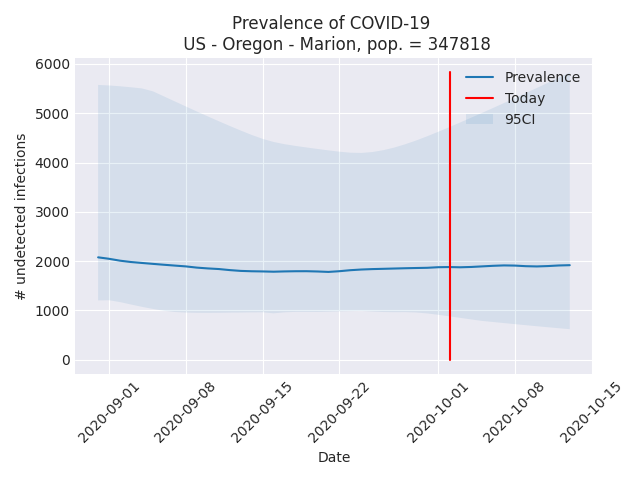 Prevalence of COVID-19
US - Oregon - Marion, pop. = 347818
6000
5000
4000
3000
2000
1000
0
# undetected infections
Prevalence
Today
95CI
2020-09-01
2020-09-08
2020-09-15
2020-09-22
2020-10-01
2020-10-08
2020-10-15
Date